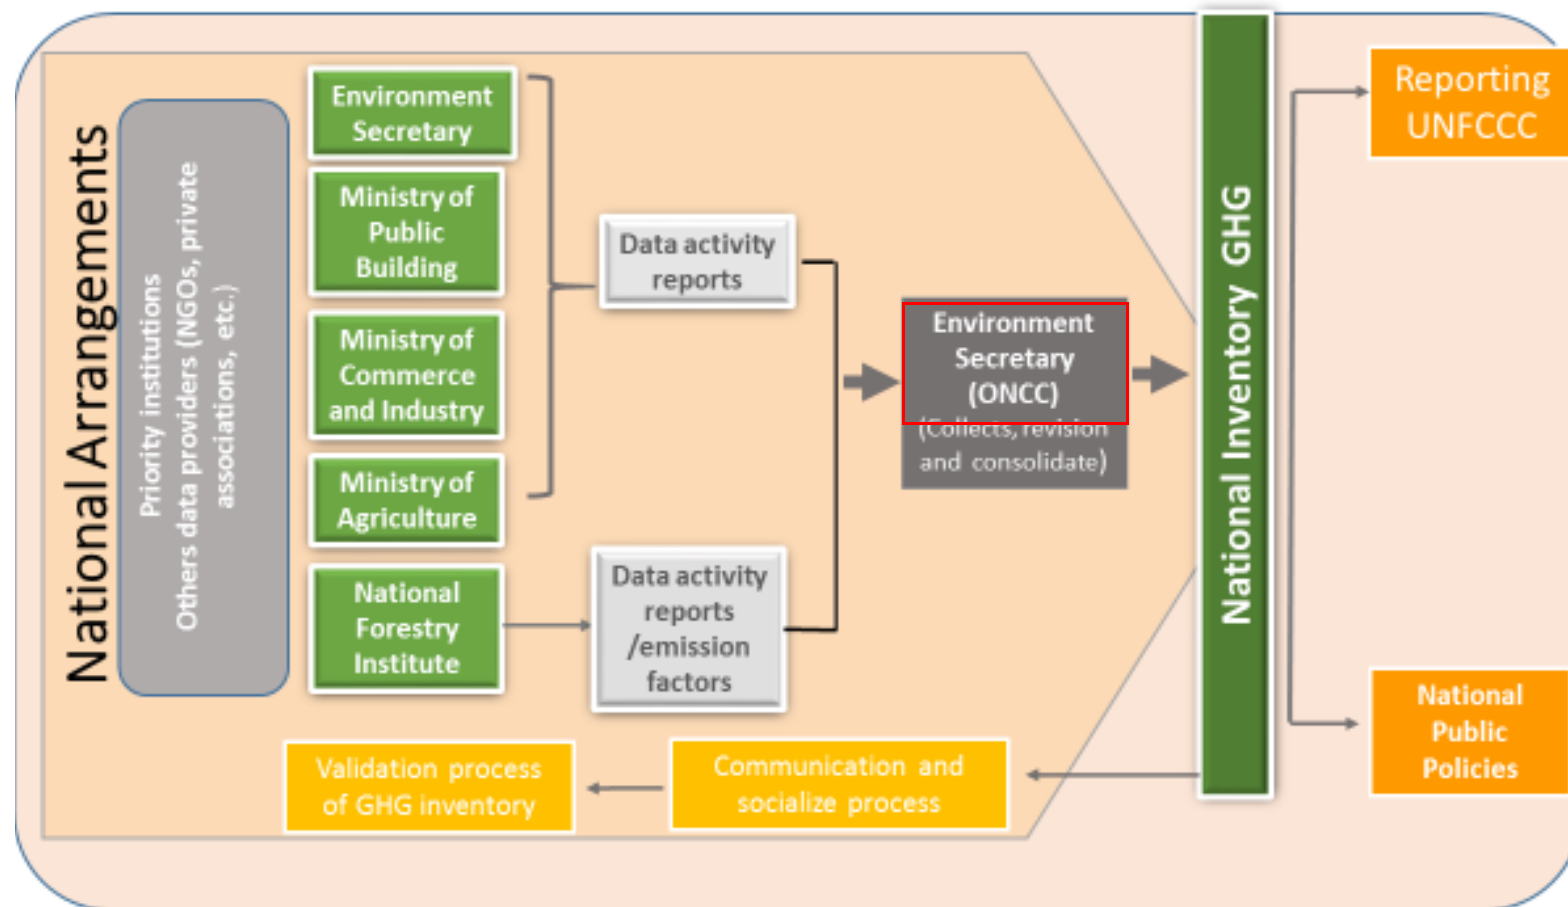 National Arrangements
Priority institutions
Others data providers (NGOs, private
associations, etc.)
Environment
Secretary
Ministry of
Public
Building
Ministry of
Commerce
and Industry
Ministry of
Agriculture
National
Forestry
Institute
Data activity
reports
Data activity
reports
/emission
factors
Environment
Secretary
(ONCC)
(Collects, revision
and consolidate)
National Inventory GHG
Reporting
UNFCCC
National
Public
Policies
Communication and
socialize process
Validation process
of GHG inventory